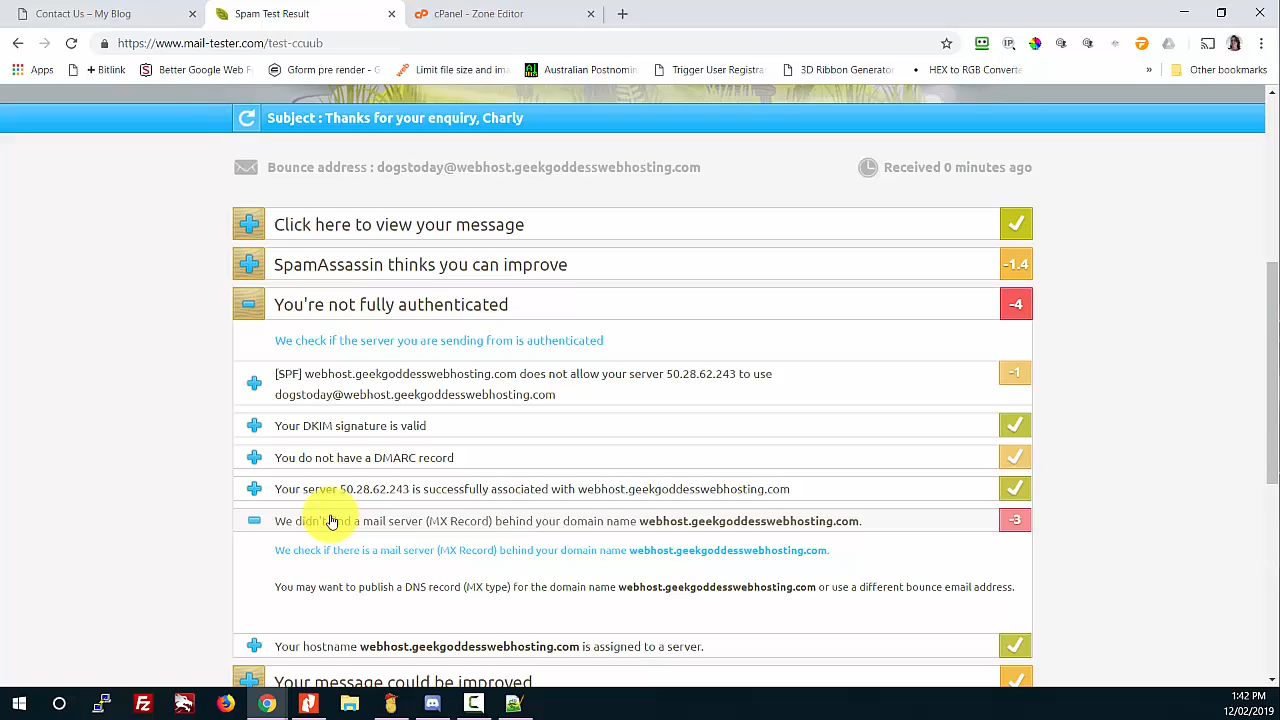 Contact Us – My Blog
Spam Test Result
cPanel - Zone Editor
https://www.mail-tester.com/test-ccuub
Apps
+ Bitlink
Better Google Web F
Gform pre render - G
Limit file size and ima
Australian Postnomin
Trigger User Registra
3D Ribbon Generator
HEX to RGB Converte
»
Other bookmarks
Subject : Thanks for your enquiry, Charly
Bounce address : dogstoday@webhost.geekgoddesswebhosting.com
Received 0 minutes ago
Click here to view your message
SpamAssassin thinks you can improve
-1.4
You're not fully authenticated
-4
We check if the server you are sending from is authenticated
[SPF] webhost.geekgoddesswebhosting.com does not allow your server 50.28.62.243 to use
dogstoday@webhost.geekgoddesswebhosting.com
-1
Your DKIM signature is valid
You do not have a DMARC record
Your server 50.28.62.243 is successfully associated with webhost.geekgoddesswebhosting.com
We didn't find a mail server (MX Record) behind your domain name webhost.geekgoddesswebhosting.com.
-3
We check if there is a mail server (MX Record) behind your domain name webhost.geekgoddesswebhosting.com.
You may want to publish a DNS record (MX type) for the domain name webhost.geekgoddesswebhosting.com or use a different bounce email address.
Your hostname webhost.geekgoddesswebhosting.com is assigned to a server.
Your message could be improved
1:42 PM
12/02/2019